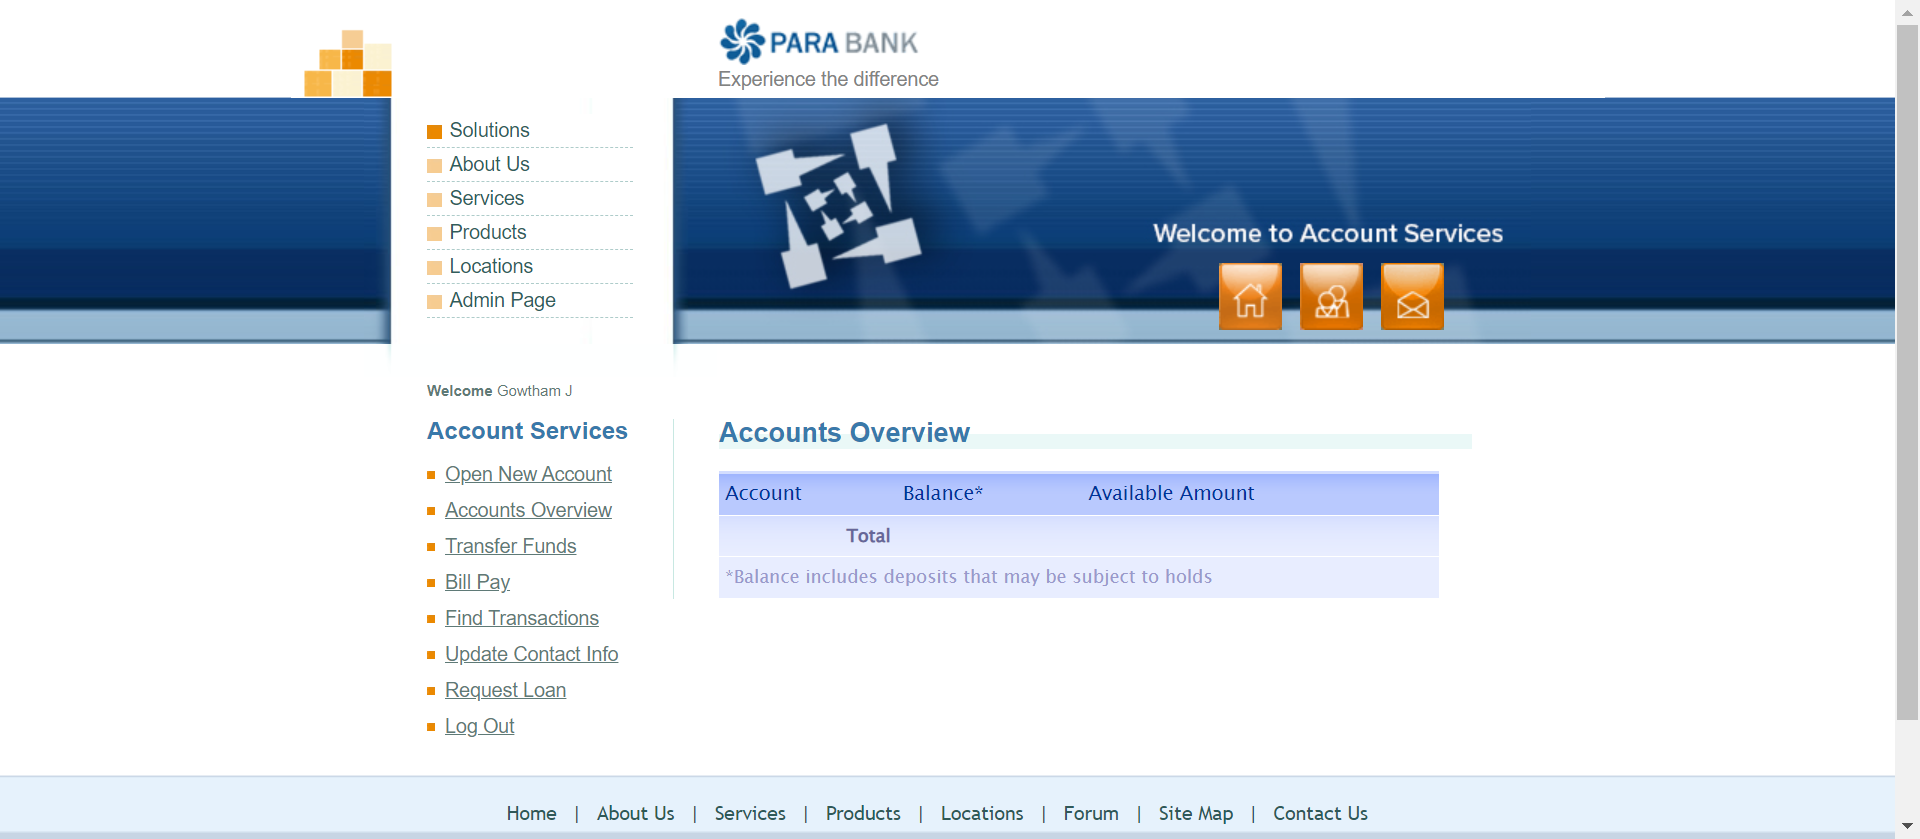 PARA BANK
Experience the difference
Solutions
About Us
Services
Products
Locations
Admin Page
Welcome to Account Services
Welcome Gowtham J
Account Services
Open New Account
Accounts Overview
Transfer Funds
Bill Pay
Find Transactions
Update Contact Info
Request Loan
Log Out
Accounts Overview
Account Balance* Available Amount
Total
*Balance includes deposits that may be subject to holds
Home | About Us | Services | Products | Locations | Forum | Site Map | Contact Us